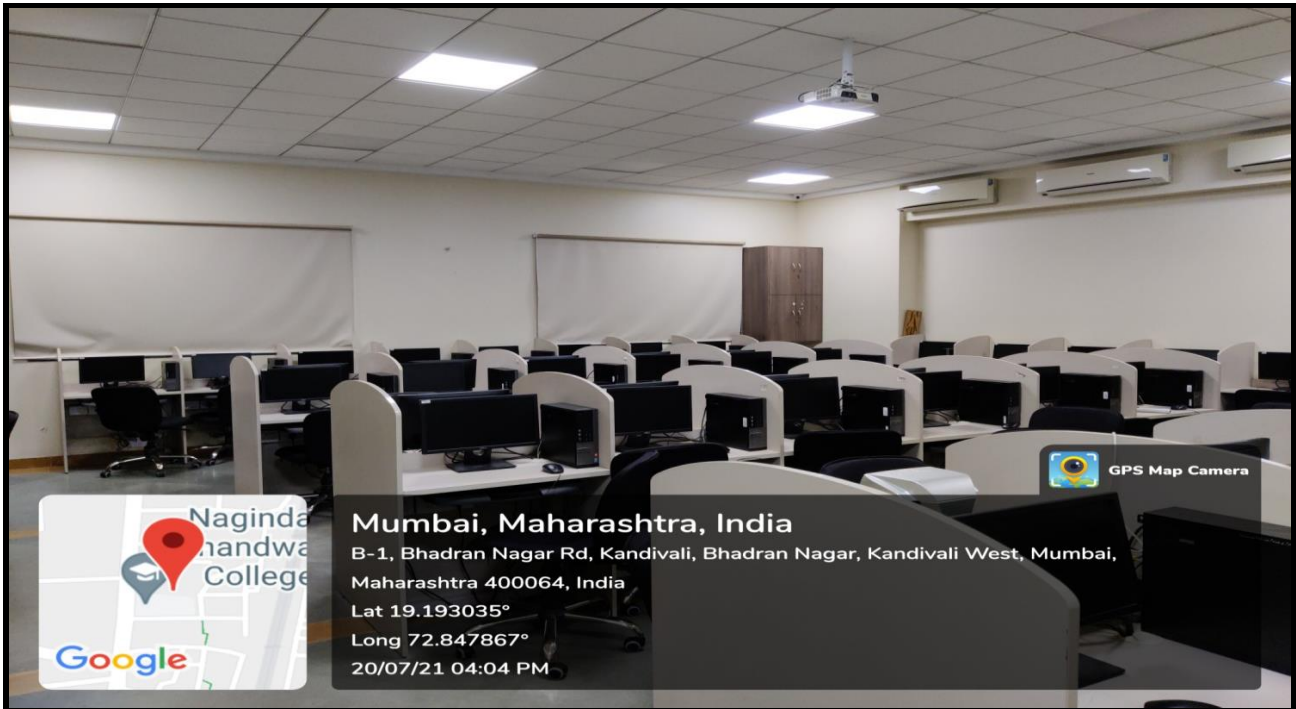 GPS Map Camera
Naginda
handwa
College
Google
Mumbai, Maharashtra, India
B-1, Bhadran Nagar Rd, Kandivali, Bhadran Nagar, Kandivali West, Mumbai,
Maharashtra 400064, India
Lat 19.193035°
Long 72.847867°
20/07/21 04:04 PM